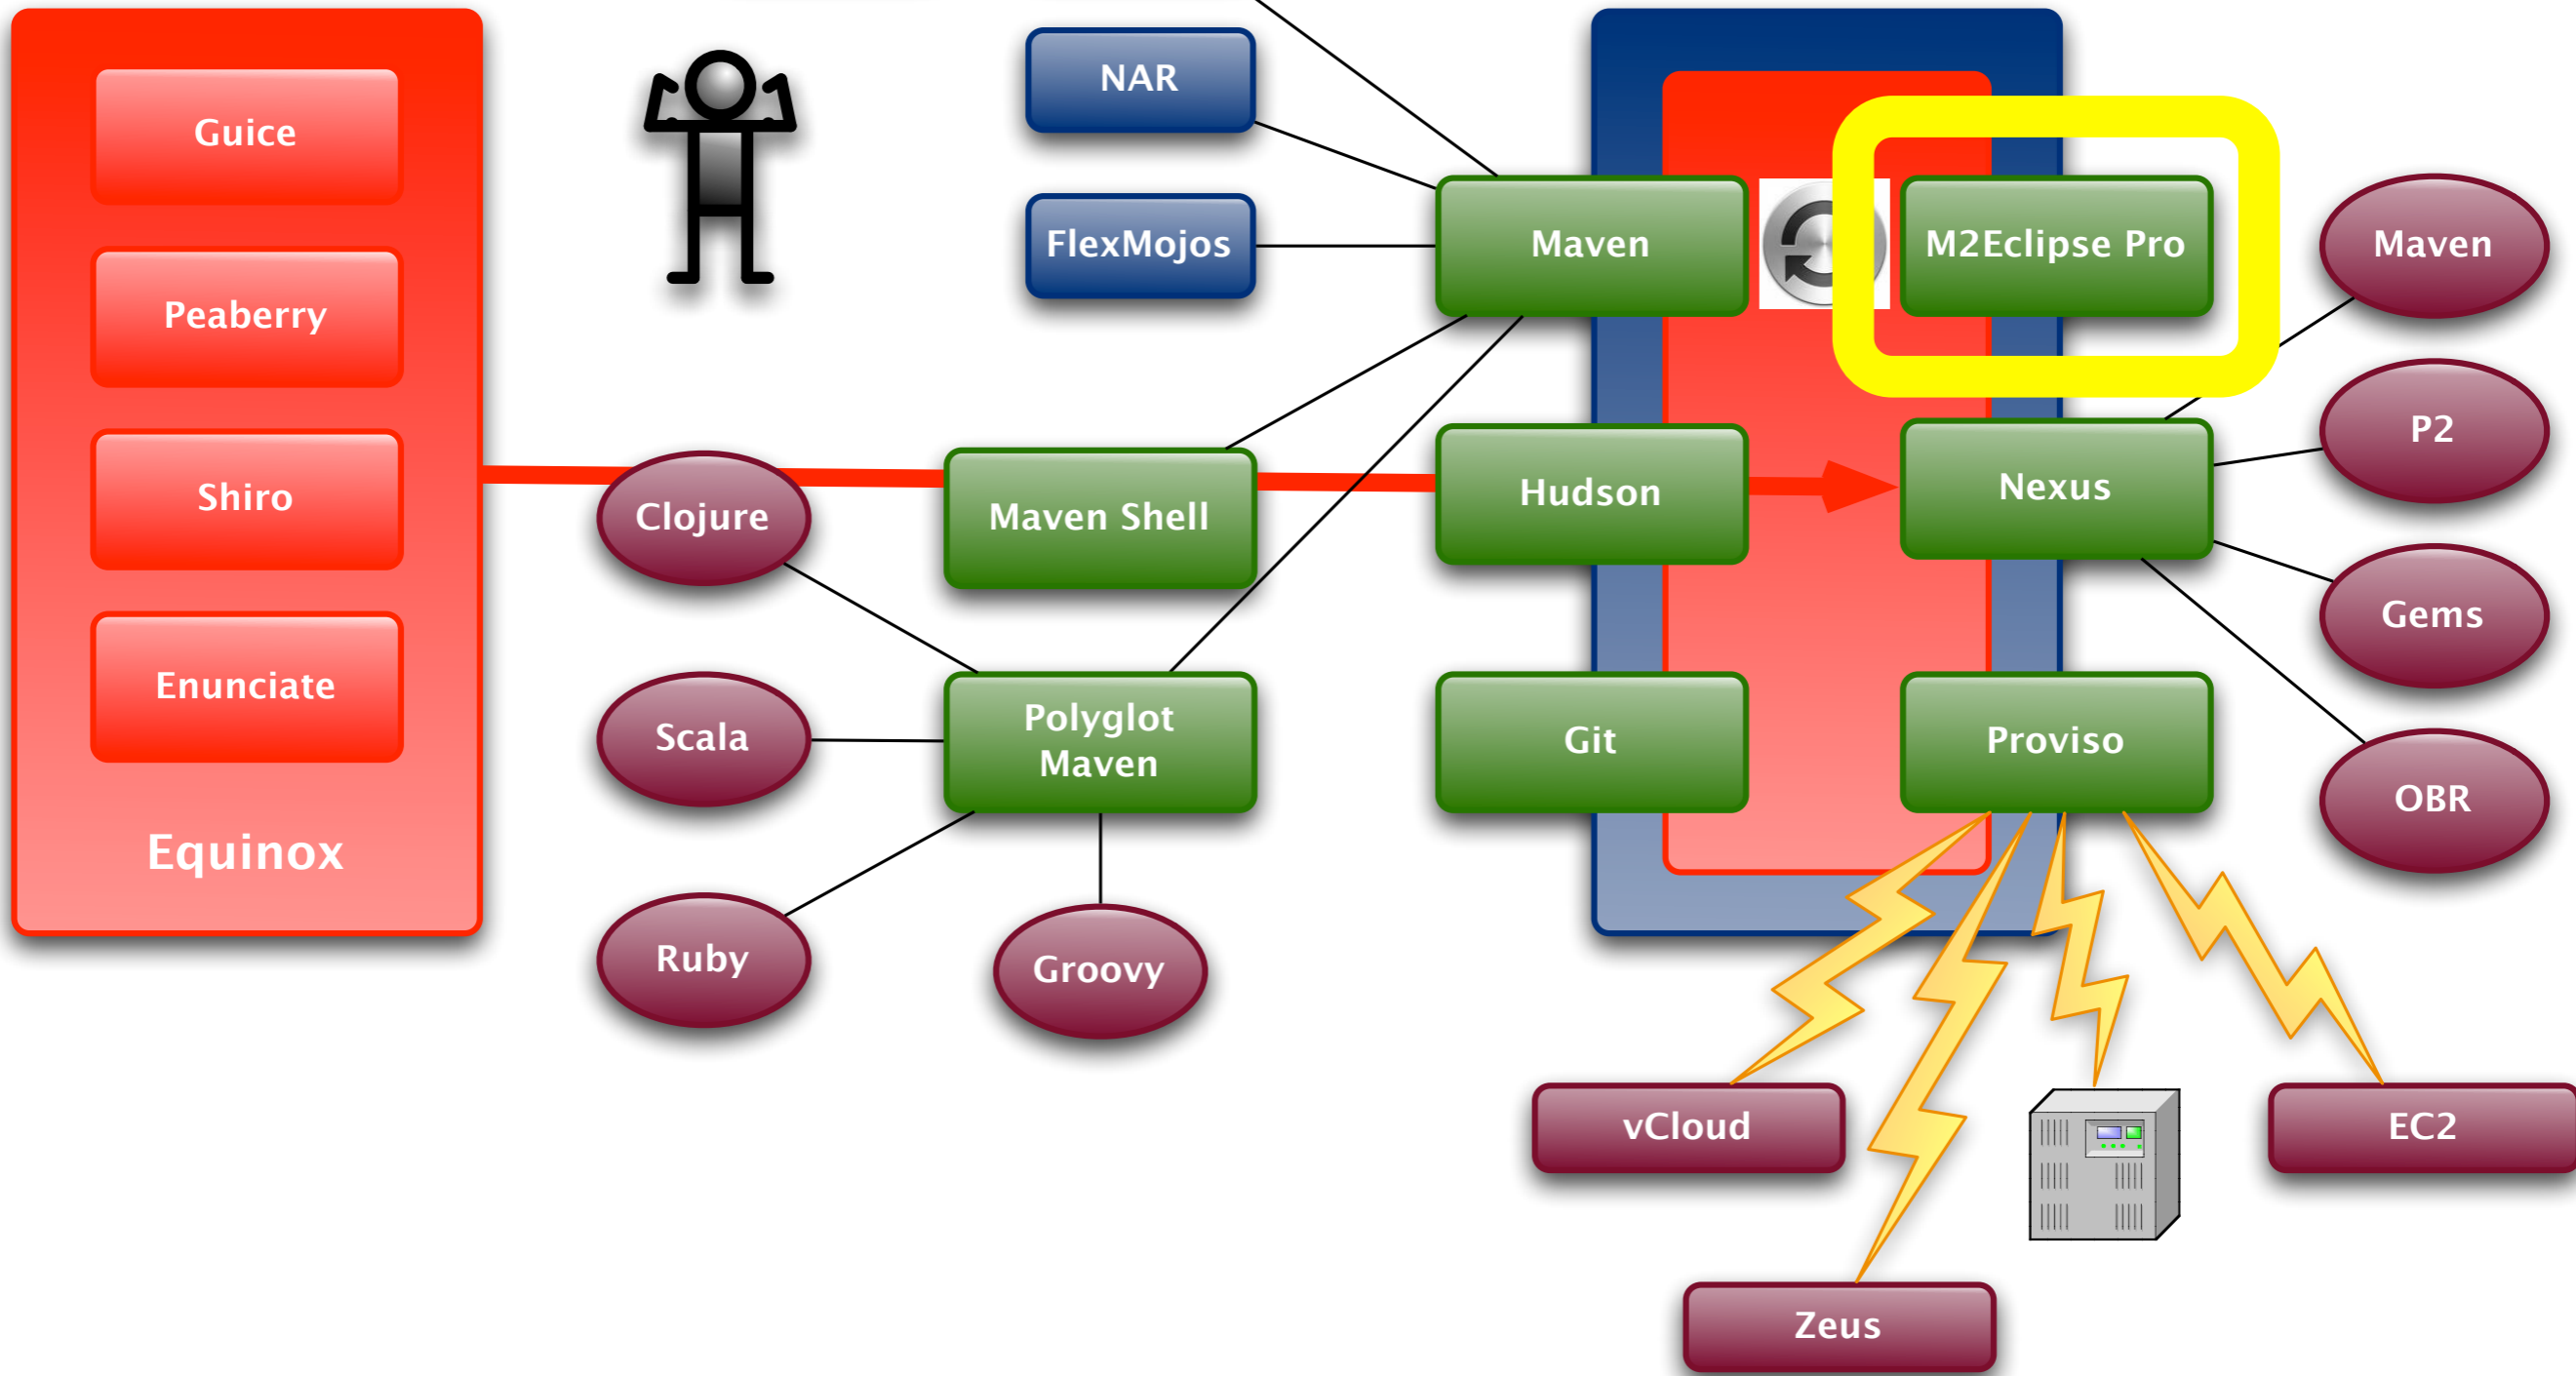 Guice
Peaberry
Shiro
Enunciate
Equinox
NAR
FlexMojos
Maven
M2Eclipse Pro
Maven
P2
Clojure
Maven Shell
Hudson
Nexus
Gems
Scala
Polyglot
Maven
Git
Proviso
OBR
Ruby
Groovy
vCloud
EC2
Zeus